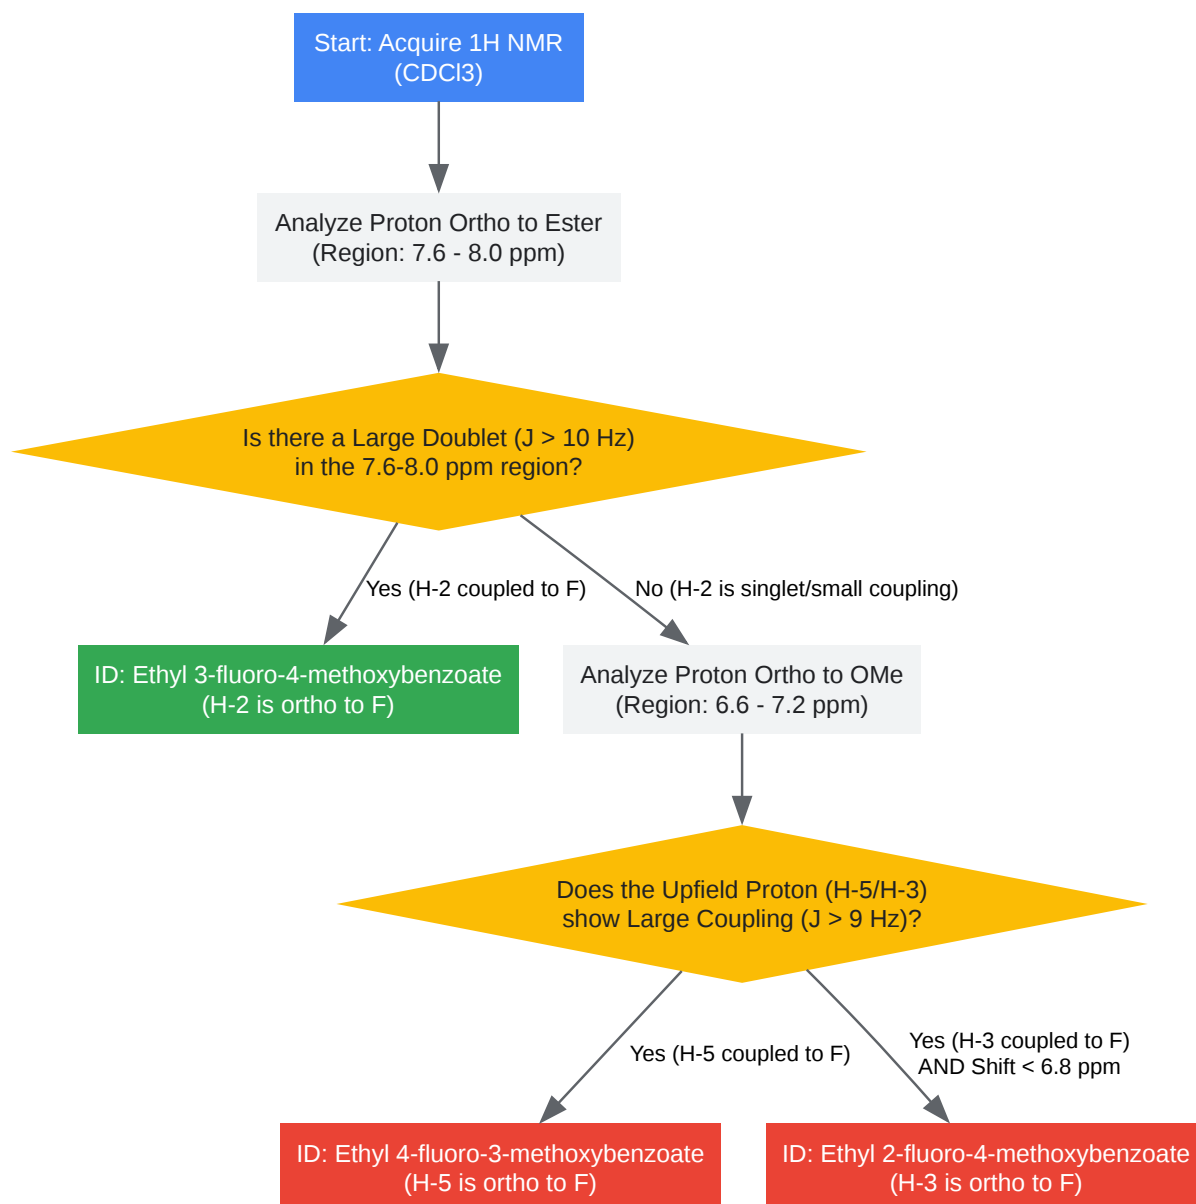 Start: Acquire 1H NMR
(CDCl3)
Analyze Proton Ortho to Ester
(Region: 7.6 - 8.0 ppm)
Is there a Large Doublet (J > 10 Hz)
in the 7.6-8.0 ppm region?
Yes (H-2 coupled to F)
No (H-2 is singlet/small coupling)
ID: Ethyl 3-fluoro-4-methoxybenzoate
(H-2 is ortho to F)
Analyze Proton Ortho to OMe
(Region: 6.6 - 7.2 ppm)
Does the Upfield Proton (H-5/H-3)
show Large Coupling (J > 9 Hz)?
Yes (H-5 coupled to F)
Yes (H-3 coupled to F)
AND Shift < 6.8 ppm
ID: Ethyl 4-fluoro-3-methoxybenzoate
(H-5 is ortho to F)
ID: Ethyl 2-fluoro-4-methoxybenzoate
(H-3 is ortho to F)